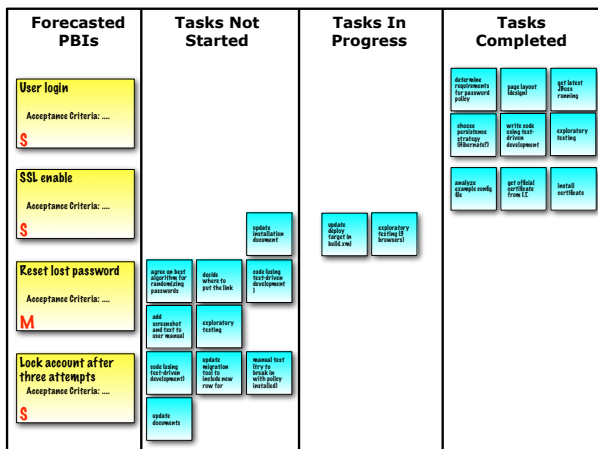 Forecasted
PBIs
Tasks Not
Started
Tasks In
Progress
Tasks
Completed
User login
Acceptance Criteria: ....
S
determine
requirements
for password
policy
page layout
(design)
get latest
JBoss
running
choose
persistence
strategy
(Hibernate?)
write code
using test-
driven
development
exploratory
testing
SSL enable
Acceptance Criteria: ....
S
update
installation
document
update
deploy
target in
build.xml
exploratory
testing (3
browsers)
analyze
example config
file
get official
certificate
from I.T.
install
certificate
Reset lost password
Acceptance Criteria: ....
M
agree on best
algorithm for
randomizing
passwords
decide
where to
put the link
code (using
test-driven
development
)
add
screenshot
and text to
user manual
exploratory
testing
Lock account after
three attempts
Acceptance Criteria: ....
S
code (using
test-driven
development)
update
migration
tool to
include new
row for
manual test
(try to
break in
with policy
installed)
update
documents